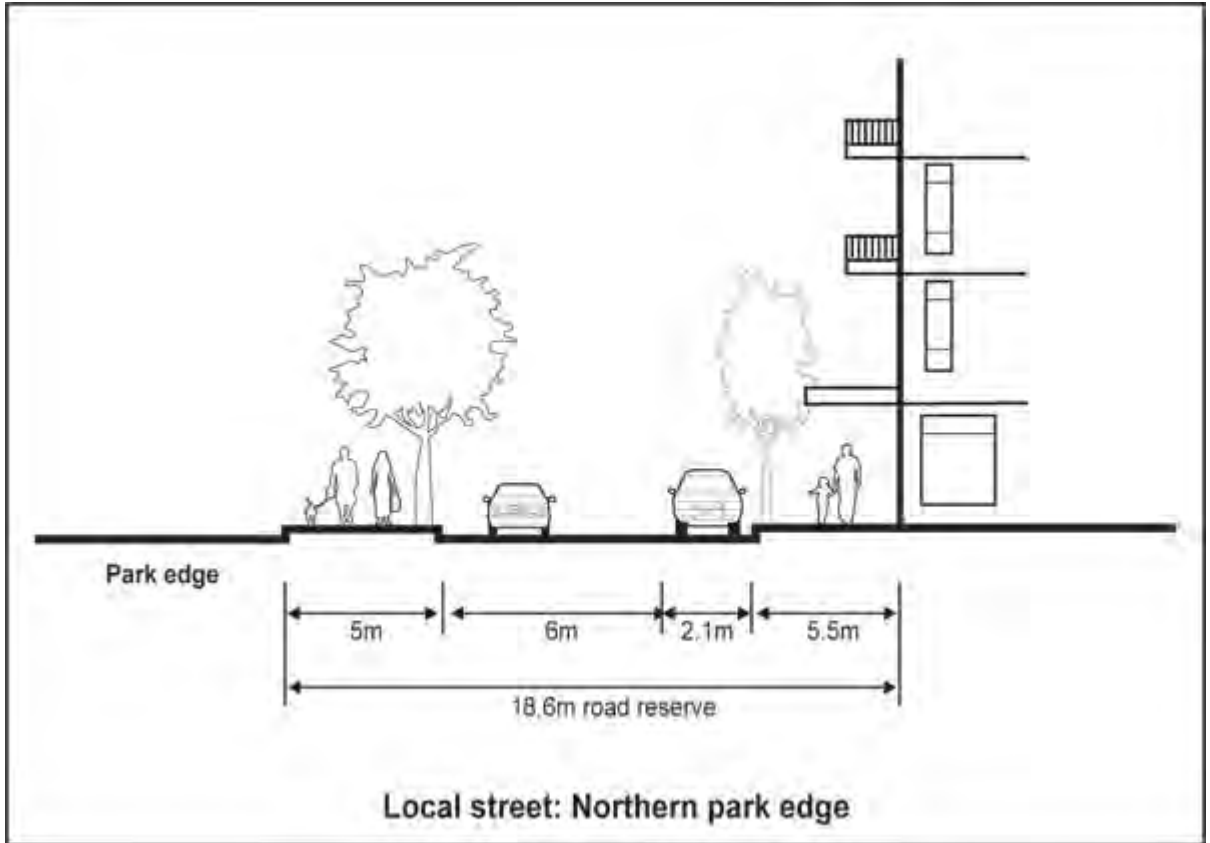 Park edge
5m
6m
2.1m
5.5m
18.6m road reserve
Local street: Northern park edge